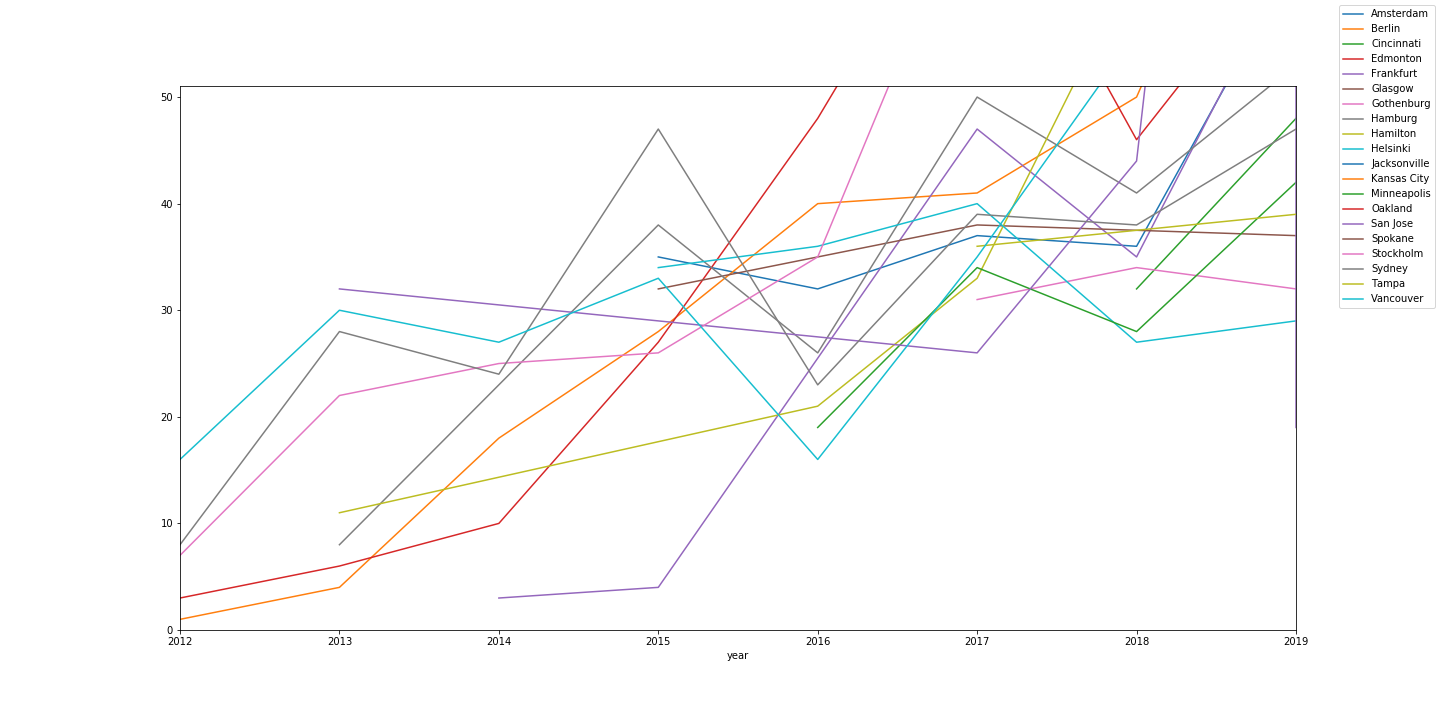 Amsterdam
Berlin
Cincinnati
Edmonton
Frankfurt
Glasgow
Gothenburg
Hamburg
Hamilton
Helsinki
Jacksonville
Kansas City
Minneapolis
Oakland
San Jose
Spokane
Stockholm
Sydney
Tampa
Vancouver
50
40
30
20
10
0
2012 2013 2014 2015 2016 2017 2018 2019
year